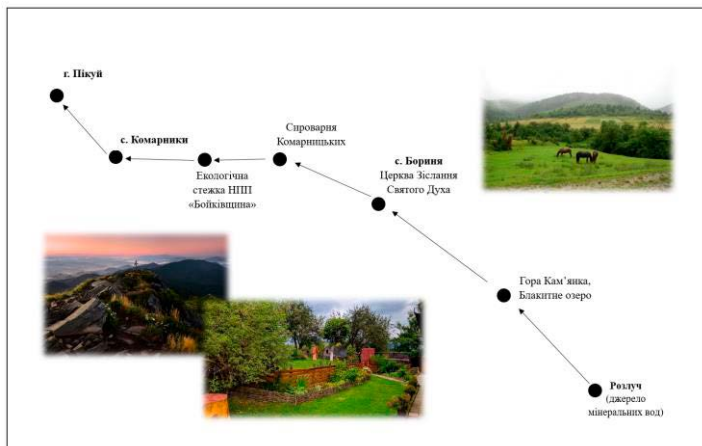 г. Пікуй
с. Комарники
Екологічна
стежка НПП
«Бойківщина»
Сироварня
Комарницьких
с. Бориня
Церква Зіслання
Святого Духа
Гора Кам’янка,
Блакитне озеро
Розлуч
(джерело
мінеральних вод)